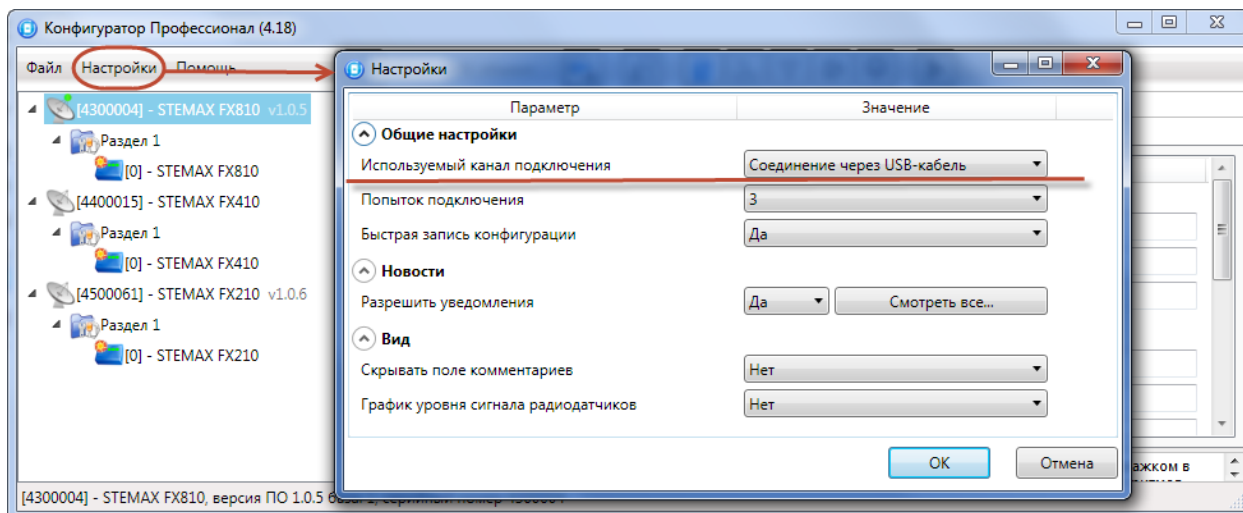 Конфигуратор Профессионал (4.18)
Файл Настройки Помощь
[4300004] - STEMAX FX810 v1.0.5
Раздел 1
[0] - STEMAX FX810
[4400015] - STEMAX FX410
Раздел 1
[0] - STEMAX FX410
[4500061] - STEMAX FX210 v1.0.6
Раздел 1
[0] - STEMAX FX210
Настройки
Параметр Значение
Общие настройки
Используемый канал подключения Соединение через USB-кабель
Попыток подключения 3
Быстрая запись конфигурации Да
Новости
Разрешить уведомления Да Смотреть все...
Вид
Скрывать поле комментариев Нет
График уровня сигнала радиодатчиков Нет
OK Отмена
ажком в
[4300004] - STEMAX FX810, версия ПО 1.0.5